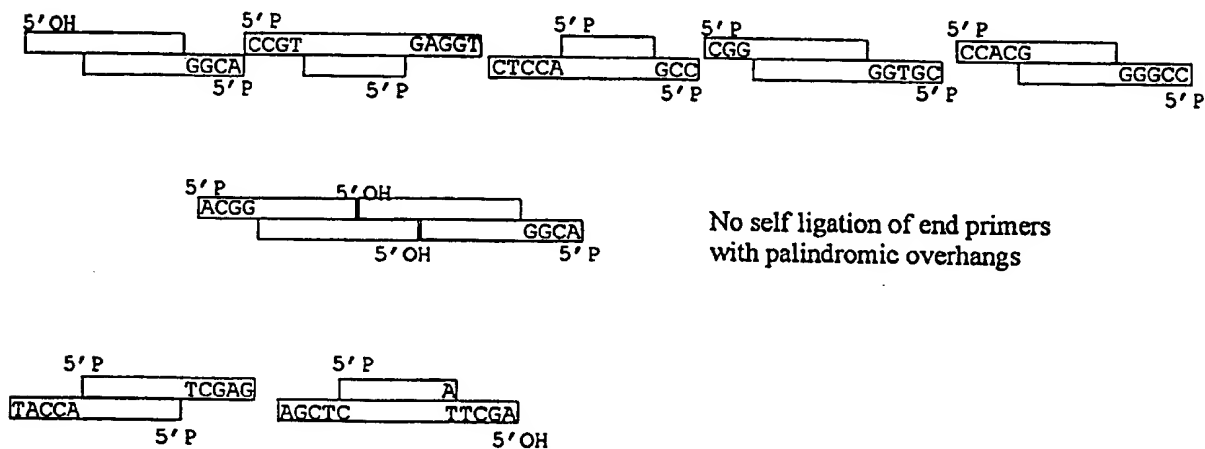 5' OH 5' P 5' P 5' P 5' P
CCGT GAGGT CGG CCACG
GGCA CTCCA GCC GGTGC GGGCC
5' P 5' P 5' P 5' P 5' P
5' P 5' OH
ACGG
GGCA
5' OH 5' P
No self ligation of end primers
with palindromic overhangs
5' P 5' P
TCGAG A
TACCA AGCTC TTCGA
5' P 5' OH